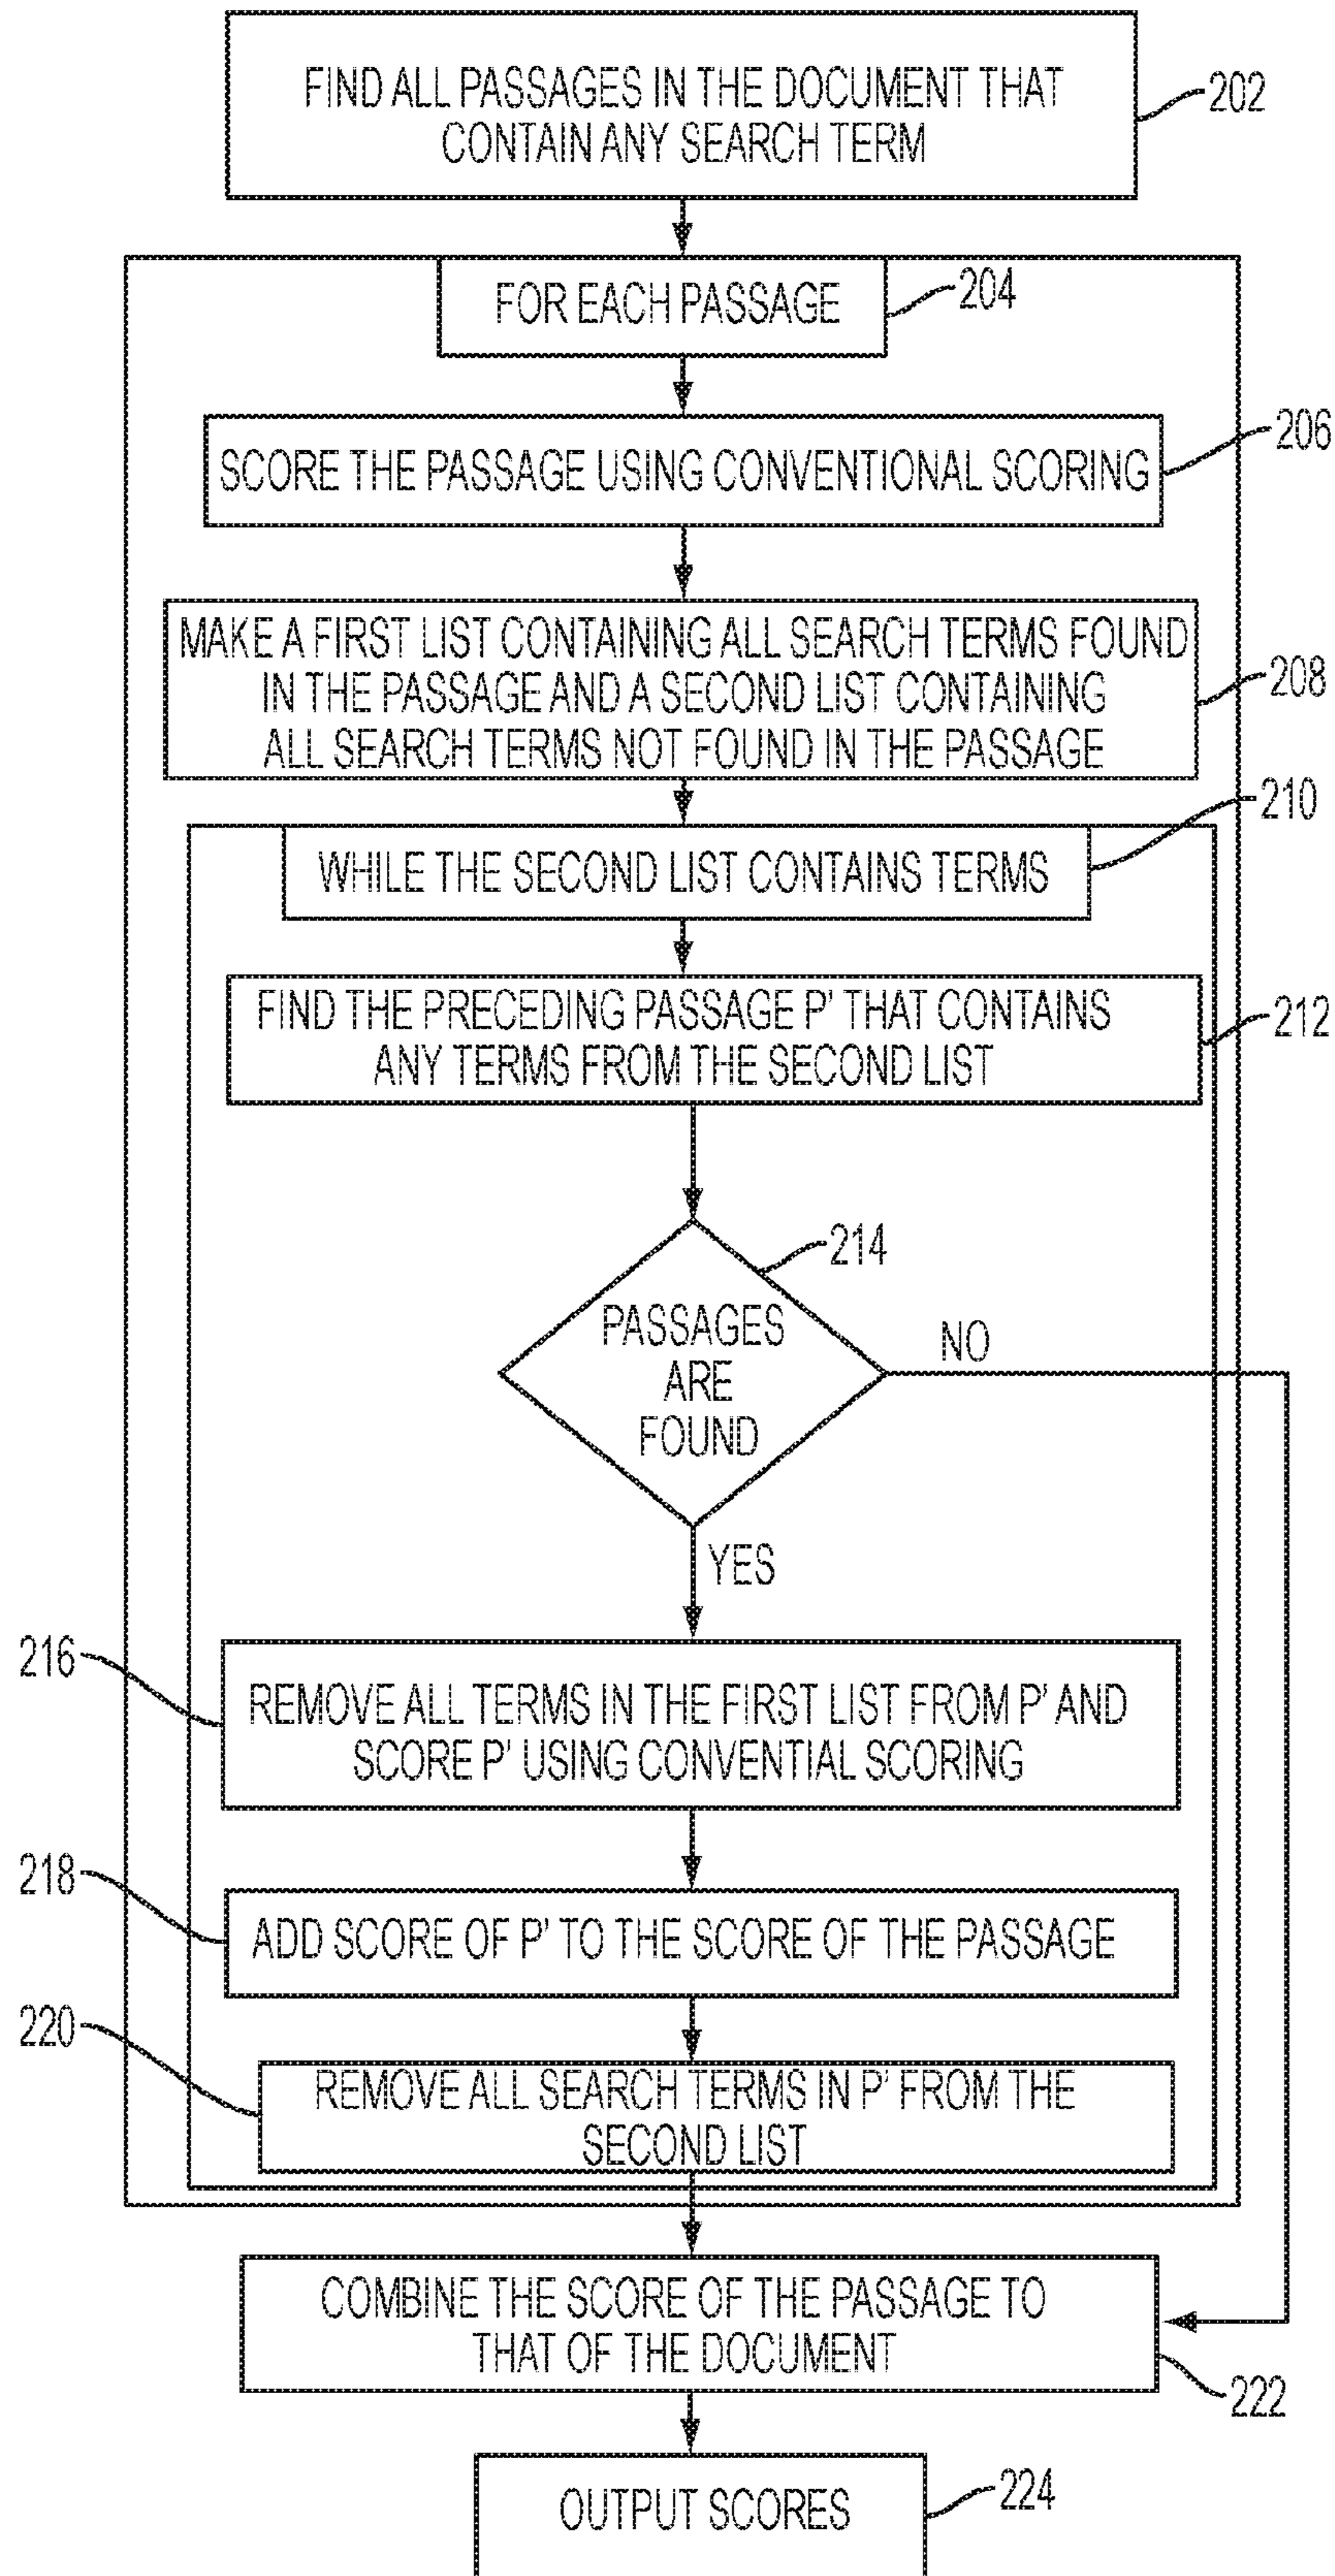 FIND ALL PASSAGES IN THE DOCUMENT THAT
CONTAIN ANY SEARCH TERM
202
FOR EACH PASSAGE
204
SCORE THE PASSAGE USING CONVENTIONAL SCORING
206
MAKE A FIRST LIST CONTAINING ALL SEARCH TERMS FOUND
IN THE PASSAGE AND A SECOND LIST CONTAINING
ALL SEARCH TERMS NOT FOUND IN THE PASSAGE
208
210
WHILE THE SECOND LIST CONTAINS TERMS
FIND THE PRECEDING PASSAGE P' THAT CONTAINS
ANY TERMS FROM THE SECOND LIST
212
214
PASSAGES
ARE
FOUND
NO
YES
216
REMOVE ALL TERMS IN THE FIRST LIST FROM P' AND
SCORE P' USING CONVENTIAL SCORING
218
ADD SCORE OF P' TO THE SCORE OF THE PASSAGE
220
REMOVE ALL SEARCH TERMS IN P' FROM THE
SECOND LIST
COMBINE THE SCORE OF THE PASSAGE TO
THAT OF THE DOCUMENT
222
OUTPUT SCORES
224